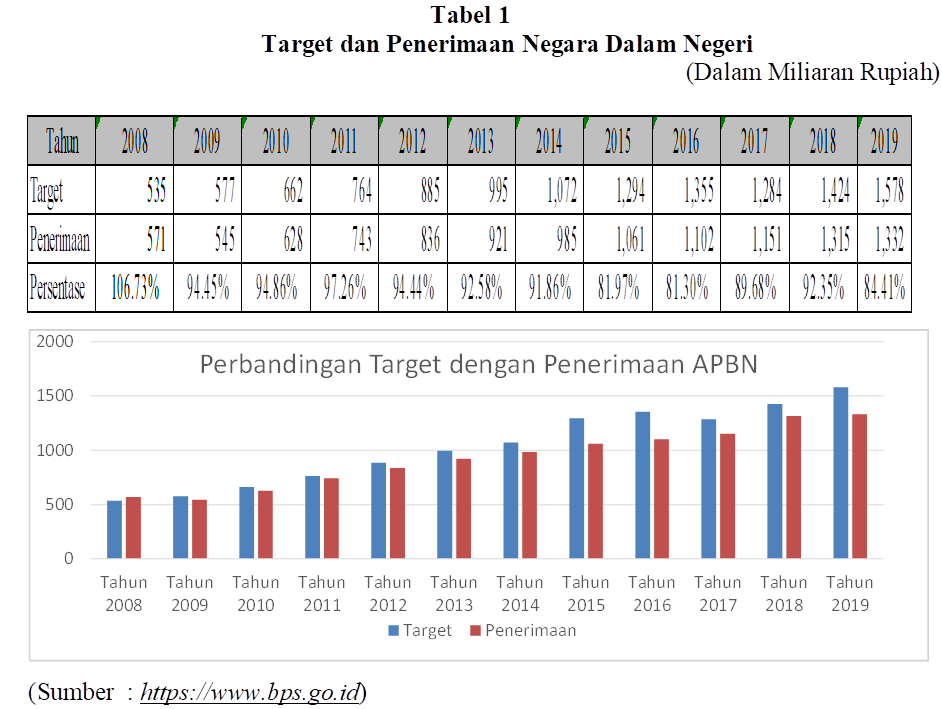 Tabel 1
Target dan Penerimaan Negara Dalam Negeri
(Dalam Miliaran Rupiah)
Tahun 2008 2009 2010 2011 2012 2013 2014 2015 2016 2017 2018 2019
Target 535 577 662 764 885 995 1,072 1,294 1,355 1,284 1,424 1,578
Penerimaan 571 545 628 743 836 921 985 1,061 1,102 1,151 1,315 1,332
Persentase 106.73% 94.45% 94.86% 97.26% 94.44% 92.58% 91.86% 81.97% 81.30% 89.68% 92.35% 84.41%
Perbandingan Target dengan Penerimaan APBN
2000
1500
1000
500
0
Tahun Tahun Tahun Tahun Tahun Tahun Tahun Tahun Tahun Tahun Tahun Tahun
2008 2009 2010 2011 2012 2013 2014 2015 2016 2017 2018 2019
Target Penerimaan
(Sumber : https://www.bps.go.id)